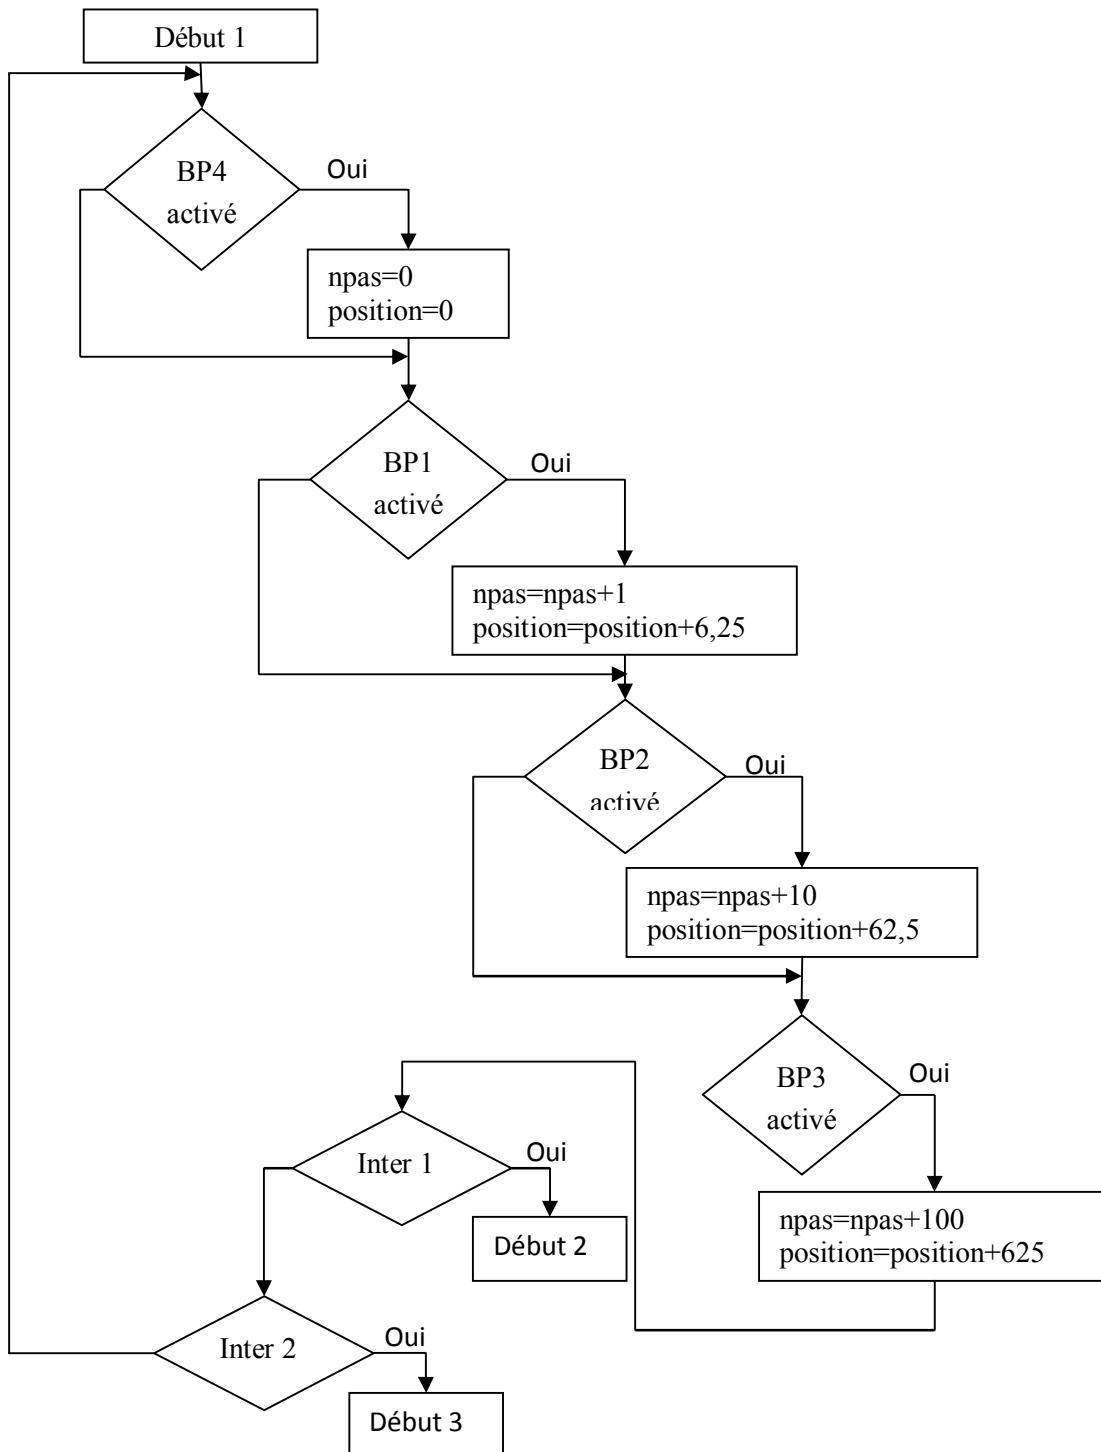 Début 1
BP4
activé
Oui
npas=0
position=0
BP1
activé
Oui
npas=npas+1
position=position+6,25
BP2
activé
Oui
npas=npas+10
position=position+62,5
BP3
activé
Oui
npas=npas+100
position=position+625
Inter 1
Oui
Début 2
Inter 2
Oui
Début 3